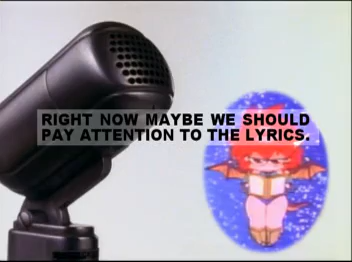 RIGHT NOW MAYBE WE SHOULD
PAY ATTENTION TO THE LYRICS.